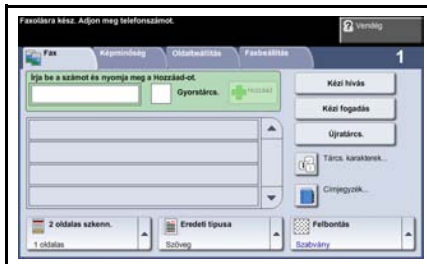 Faxolásra kész. Adjon meg telefonszámot.
Vendég
Fax
Képminőség
Oldalbeállítás
Faxbeállítás
1
Írja be a számot és nyomja meg a Hozzáad-ot.
Gyorstárcs.
Hozzáad
Kézi hívás
Kézi fogadás
Újratárcs.
Tárcs. karakterek...
Címjegyzék...
2 oldalas szkenn.
1 oldalas
Eredeti típusa
Szöveg
Felbontás
Szabvány